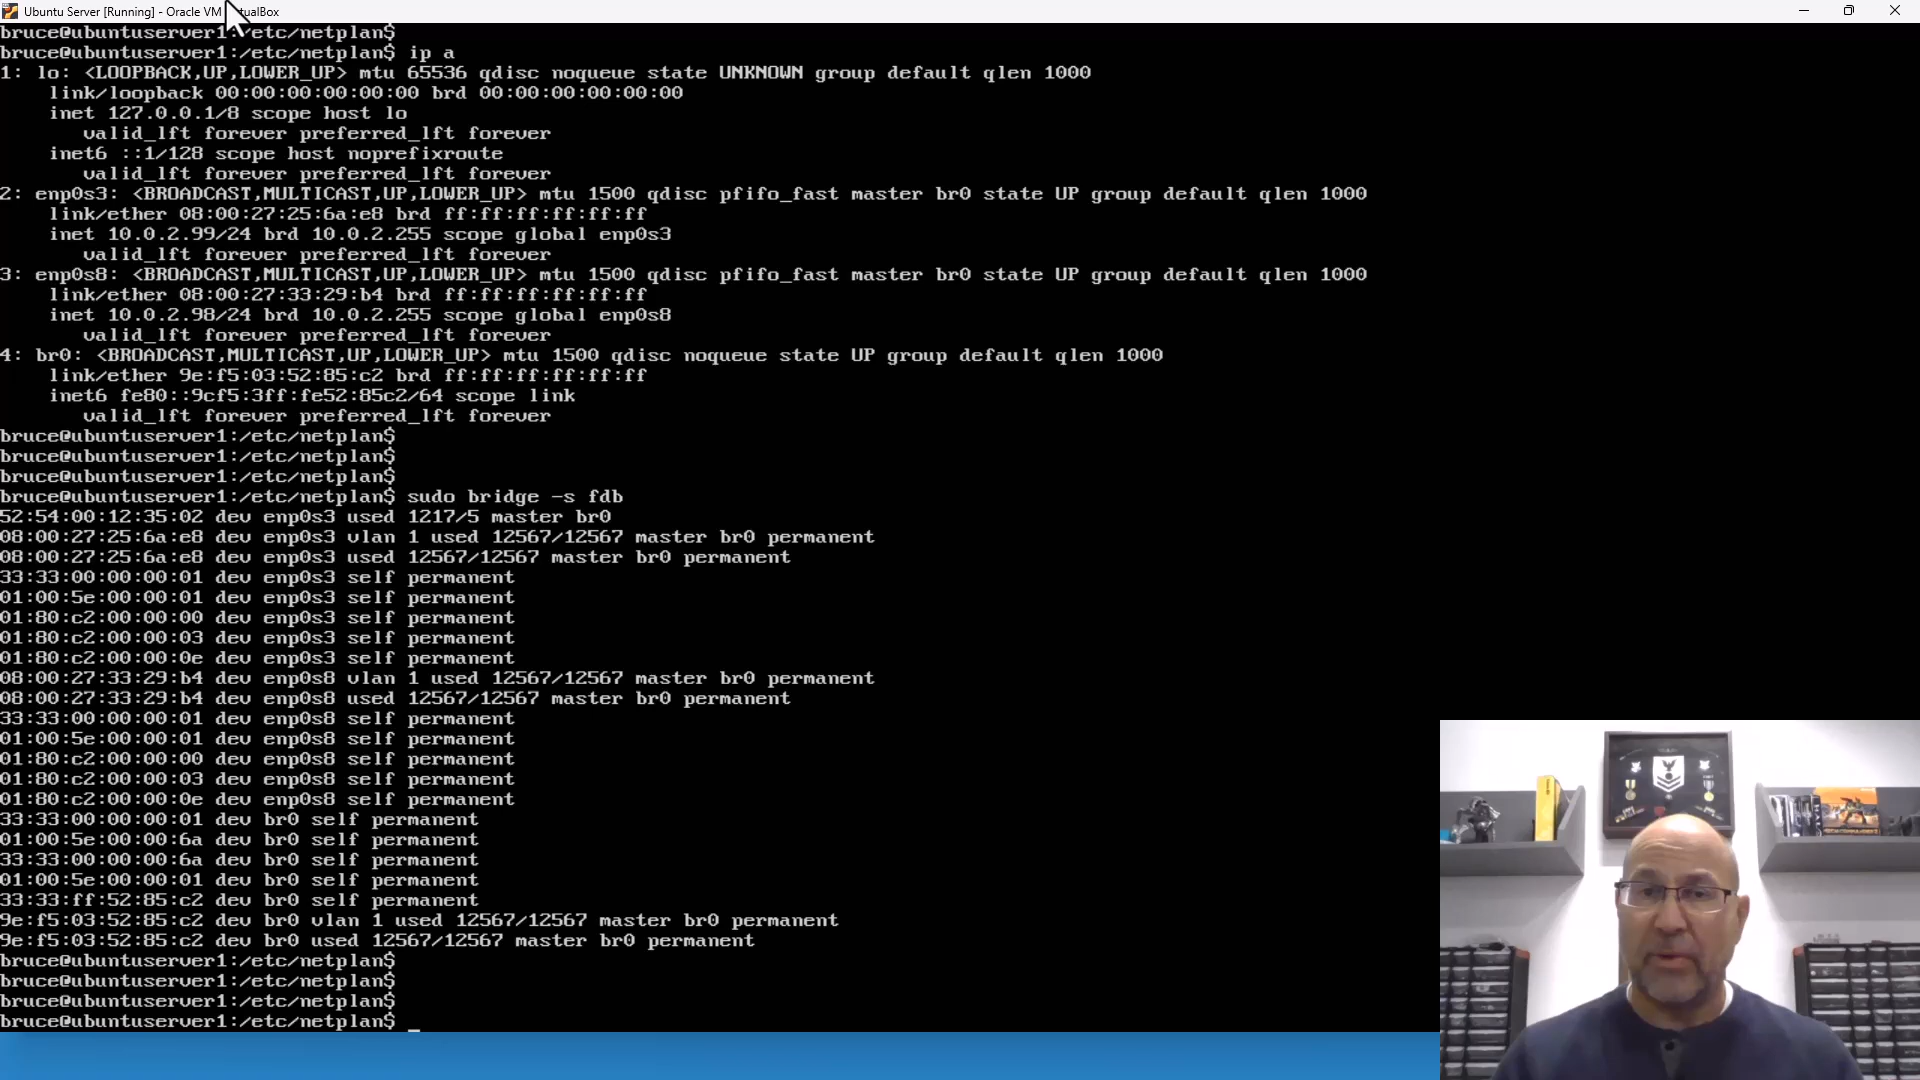 Ubuntu Server [Running] - Oracle VM VirtualBox
bruce@ubuntuserver1:/etc/netplan$
bruce@ubuntuserver1:/etc/netplan$ ip a
1: lo: <LOOPBACK,UP,LOWER_UP> mtu 65536 qdisc noqueue state UNKNOWN group default qlen 1000
link/loopback 00:00:00:00:00:00 brd 00:00:00:00:00:00
inet 127.0.0.1/8 scope host lo
valid_lft forever preferred_lft forever
inet6 ::1/128 scope host noprefixroute
valid_lft forever preferred_lft forever
2: enp0s3: <BROADCAST,MULTICAST,UP,LOWER_UP> mtu 1500 qdisc pfifo_fast master br0 state UP group default qlen 1000
link/ether 08:00:27:25:6a:e8 brd ff:ff:ff:ff:ff:ff
inet 10.0.2.99/24 brd 10.0.2.255 scope global enp0s3
valid_lft forever preferred_lft forever
3: enp0s8: <BROADCAST,MULTICAST,UP,LOWER_UP> mtu 1500 qdisc pfifo_fast master br0 state UP group default qlen 1000
link/ether 08:00:27:33:29:b4 brd ff:ff:ff:ff:ff:ff
inet 10.0.2.98/24 brd 10.0.2.255 scope global enp0s8
valid_lft forever preferred_lft forever
4: br0: <BROADCAST,MULTICAST,UP,LOWER_UP> mtu 1500 qdisc noqueue state UP group default qlen 1000
link/ether 9e:f5:03:52:85:c2 brd ff:ff:ff:ff:ff:ff
inet6 fe80::9cf5:3ff:fe52:85c2/64 scope link
valid_lft forever preferred_lft forever
bruce@ubuntuserver1:/etc/netplan$
bruce@ubuntuserver1:/etc/netplan$
bruce@ubuntuserver1:/etc/netplan$
bruce@ubuntuserver1:/etc/netplan$ sudo bridge -s fdb
52:54:00:12:35:02 dev enp0s3 used 1217/5 master br0
08:00:27:25:6a:e8 dev enp0s3 vlan 1 used 12567/12567 master br0 permanent
08:00:27:25:6a:e8 dev enp0s3 used 12567/12567 master br0 permanent
33:33:00:00:00:01 dev enp0s3 self permanent
01:00:5e:00:00:01 dev enp0s3 self permanent
01:80:c2:00:00:00 dev enp0s3 self permanent
01:80:c2:00:00:03 dev enp0s3 self permanent
01:80:c2:00:00:0e dev enp0s3 self permanent
08:00:27:33:29:b4 dev enp0s8 vlan 1 used 12567/12567 master br0 permanent
08:00:27:33:29:b4 dev enp0s8 used 12567/12567 master br0 permanent
33:33:00:00:00:01 dev enp0s8 self permanent
01:00:5e:00:00:01 dev enp0s8 self permanent
01:80:c2:00:00:00 dev enp0s8 self permanent
01:80:c2:00:00:03 dev enp0s8 self permanent
01:80:c2:00:00:0e dev enp0s8 self permanent
33:33:00:00:00:01 dev br0 self permanent
01:00:5e:00:00:6a dev br0 self permanent
33:33:00:00:00:6a dev br0 self permanent
01:00:5e:00:00:01 dev br0 self permanent
33:33:ff:52:85:c2 dev br0 self permanent
9e:f5:03:52:85:c2 dev br0 vlan 1 used 12567/12567 master br0 permanent
9e:f5:03:52:85:c2 dev br0 used 12567/12567 master br0 permanent
bruce@ubuntuserver1:/etc/netplan$
bruce@ubuntuserver1:/etc/netplan$
bruce@ubuntuserver1:/etc/netplan$
bruce@ubuntuserver1:/etc/netplan$ _